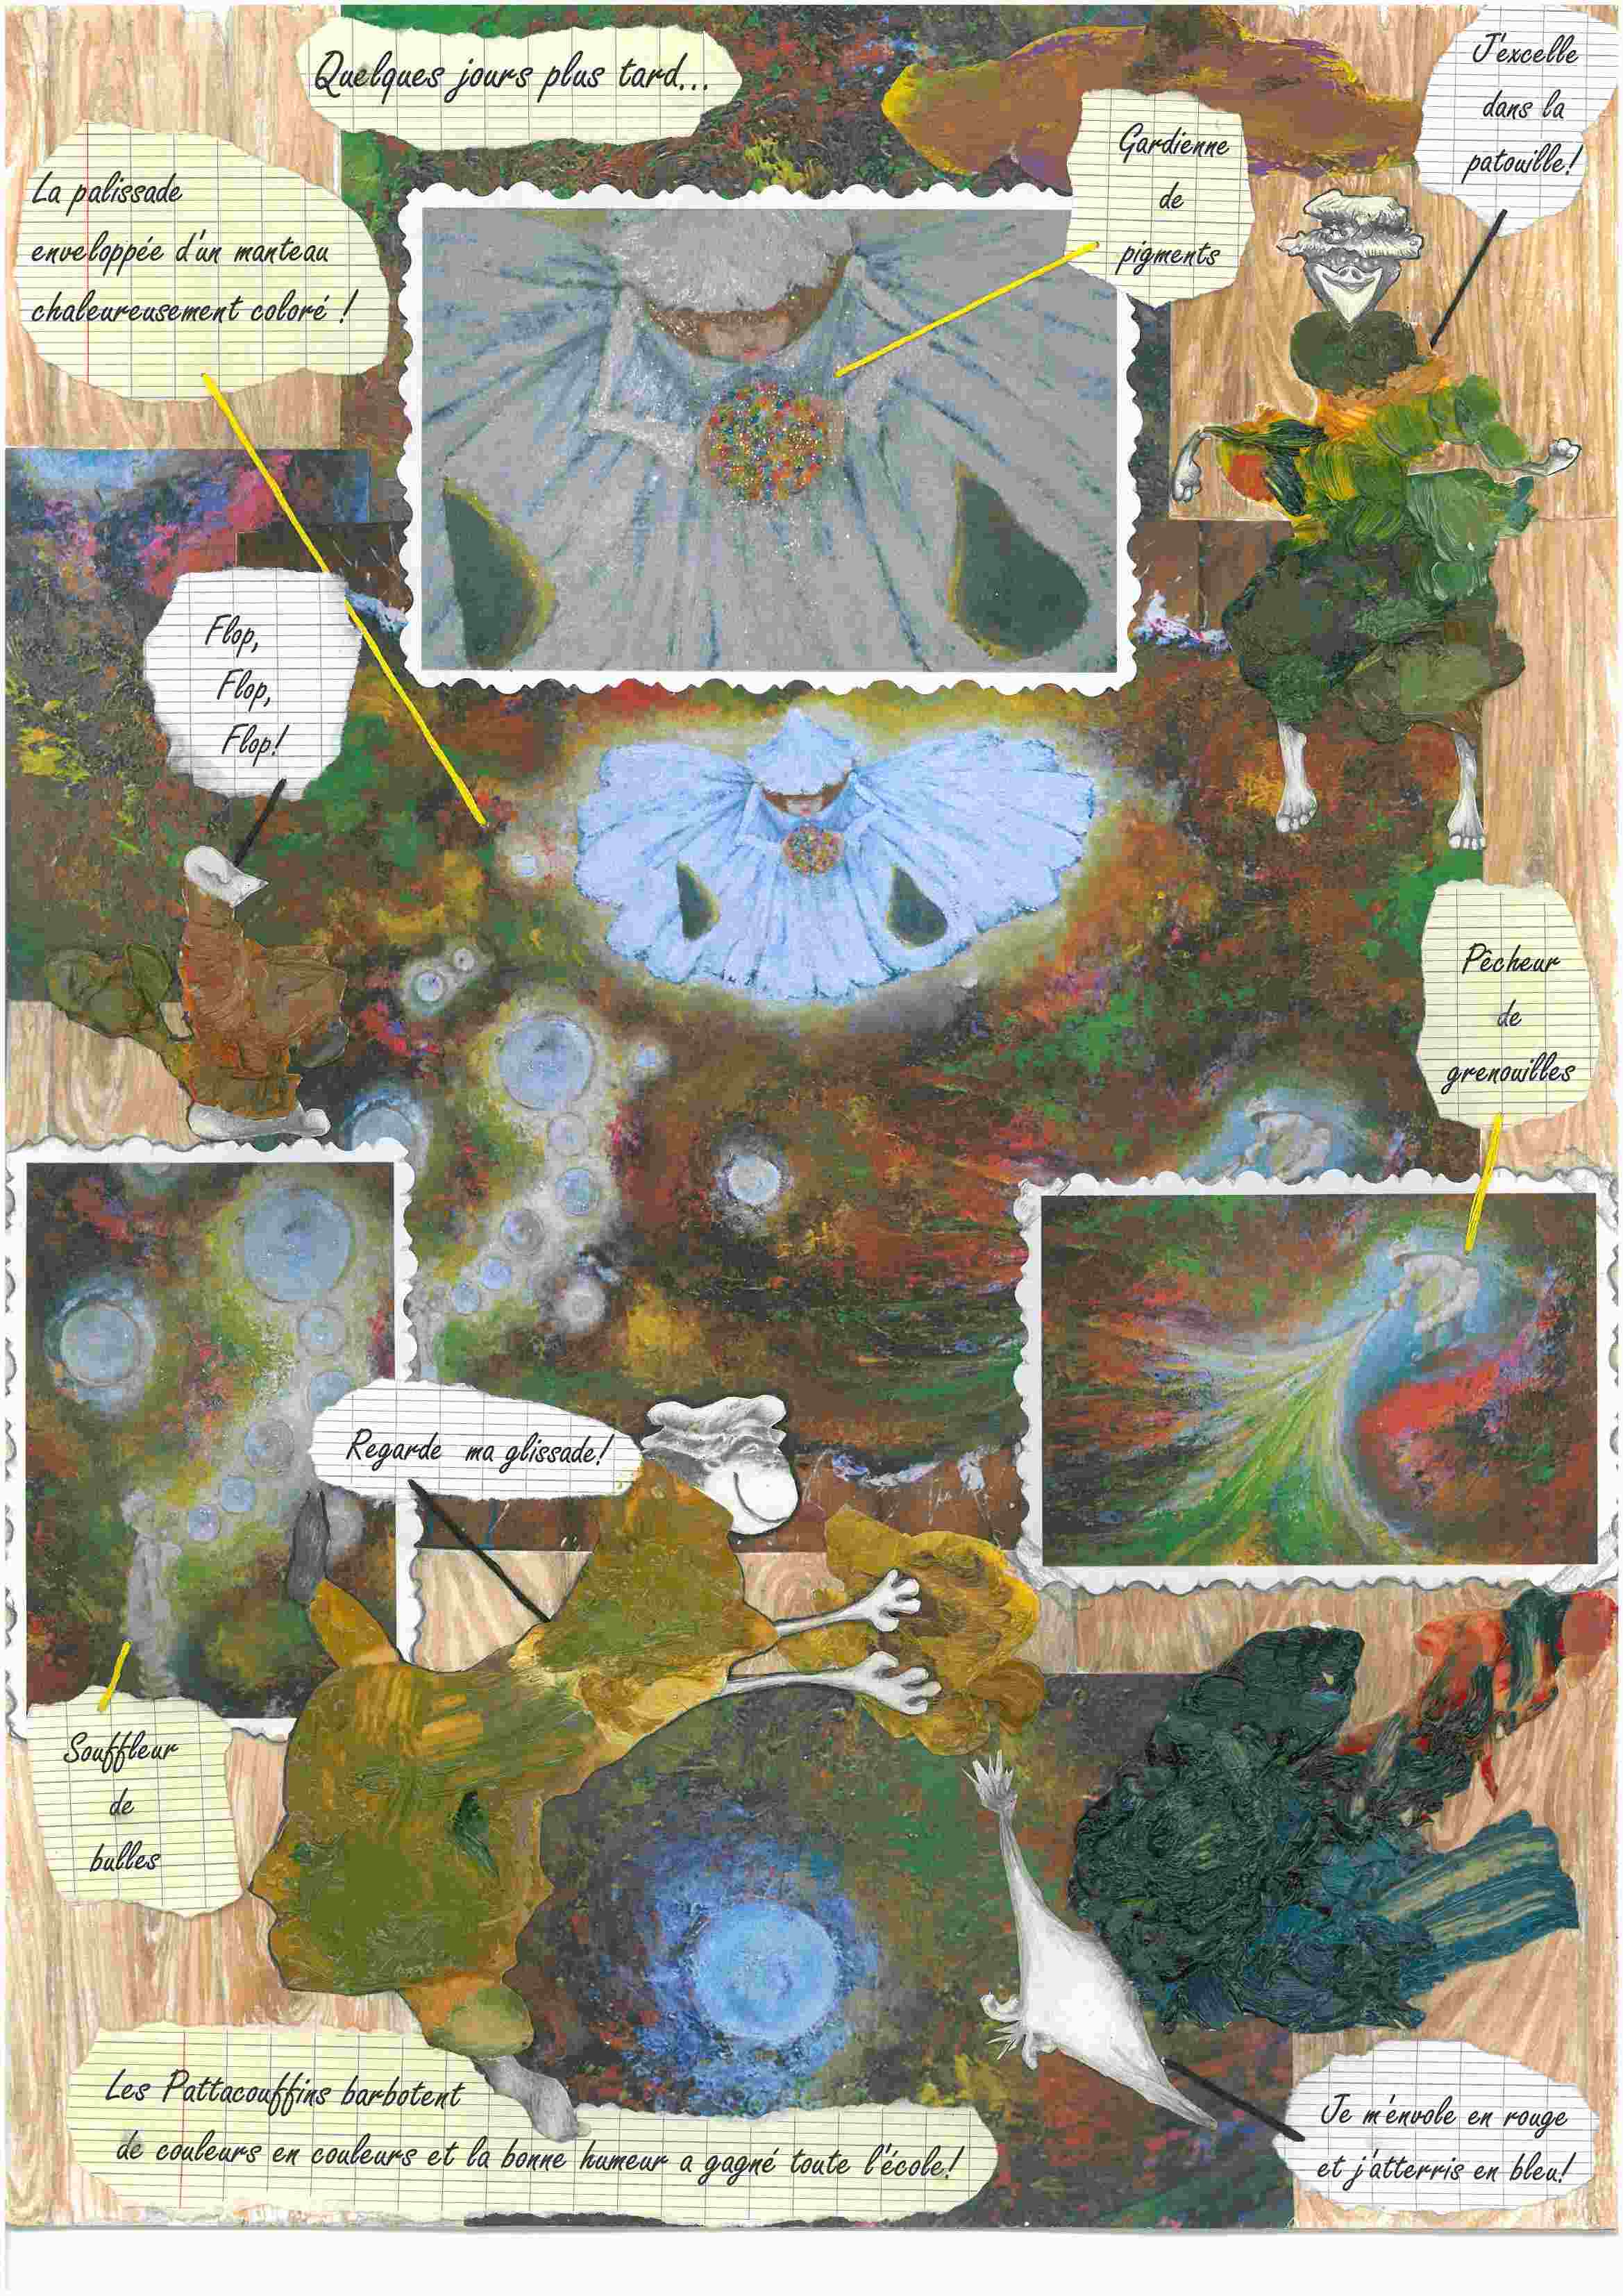 Quelques jours plus tard...
J'excelle
dans la
patouille!
Gardienne
de
pigments
La palissade
enveloppée d'un manteau
chaleureusement coloré !
Flop,
Flop,
Flop!
Pêcheur
de
grenouilles
Regarde ma glissade!
Souffleur
de
bulles
Les Pattacouffins barbotent
de couleurs en couleurs et la bonne humeur a gagné toute l'école!
Je m'envole en rouge
et j'atterris en bleu!